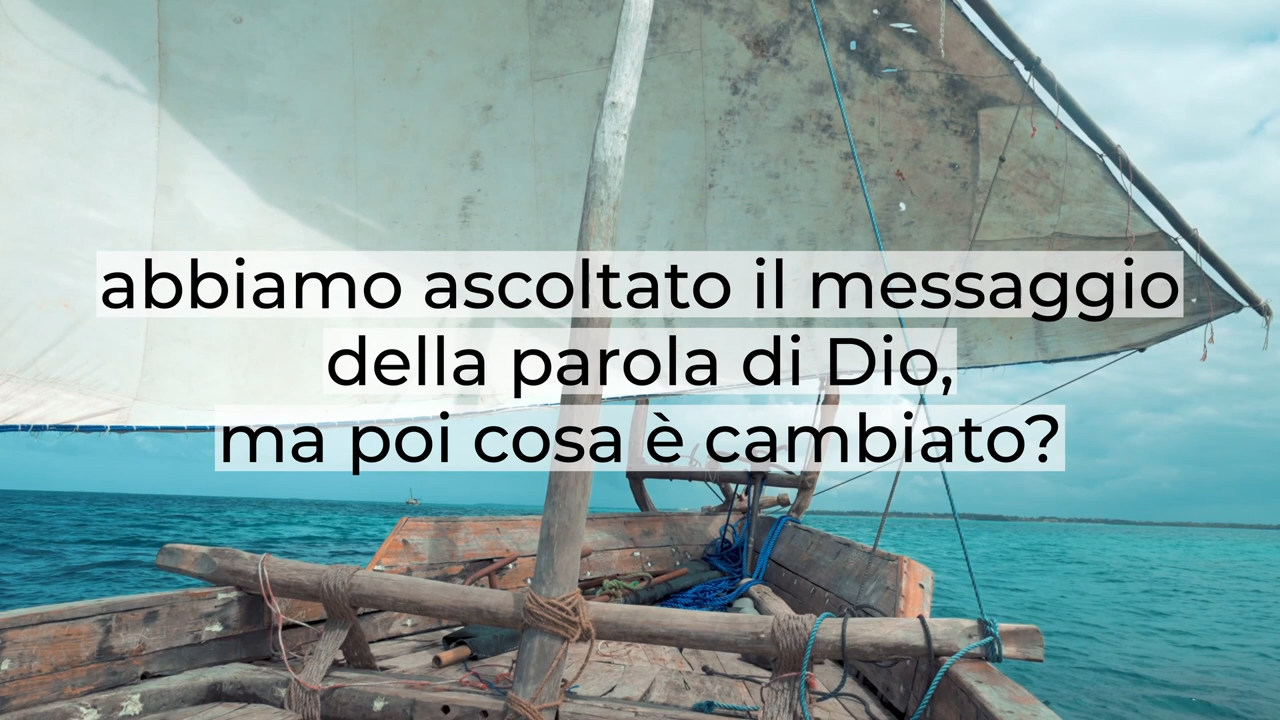 abbiamo ascoltato il messaggio
della parola di Dio,
ma poi cosa è cambiato?